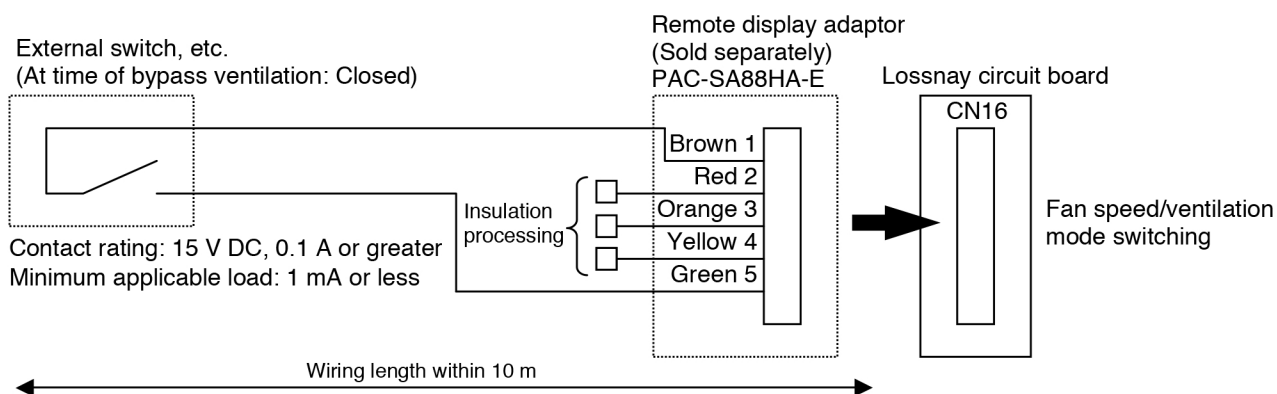 External switch, etc.
(At time of bypass ventilation: Closed)
Contact rating: 15 V DC, 0.1 A or greater
Minimum applicable load: 1 mA or less
Insulation
processing
Remote display adaptor
(Sold separately)
PAC-SA88HA-E
Brown 1
Red 2
Orange 3
Yellow 4
Green 5
Lossnay circuit board
CN16
Fan speed/ventilation
mode switching
Wiring length within 10 m